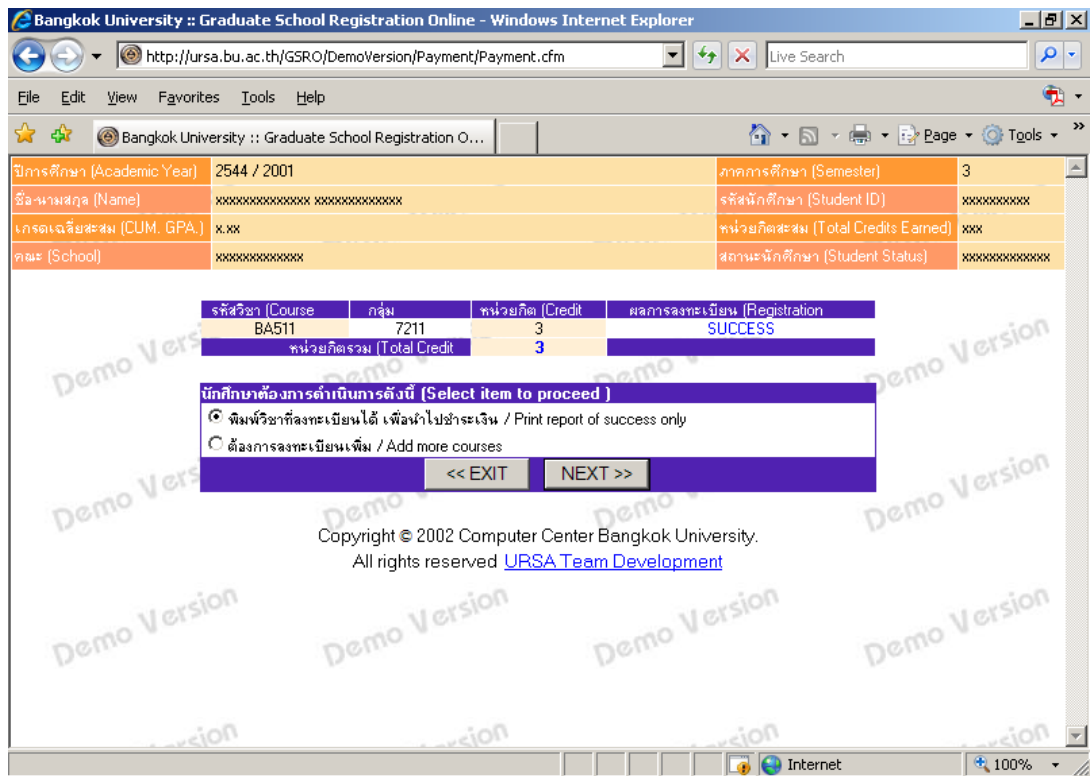 Bangkok University :: Graduate School Registration Online - Windows Internet Explorer
http://ursa.bu.ac.th/GSRO/DemoVersion/Payment/Payment.cfm Live Search
File Edit View Favorites Tools Help
Bangkok University :: Graduate School Registration O... Page Tools »
ปีการศึกษา (Academic Year) 2544 / 2001 ภาคการศึกษา (Semester) 3
ชื่อ-นามสกุล (Name) xxxxxxxxxxxxxx xxxxxxxxxxxxx รหัสนักศึกษา (Student ID) xxxxxxxxxx
เกรดเฉลี่ยสะสม (CUM. GPA.) x.xx หน่วยกิตสะสม (Total Credits Earned) xxx
คณะ (School) xxxxxxxxxxxxx สถานะนักศึกษา (Student Status) xxxxxxxxxxxxx
รหัสวิชา (Course กลุ่ม หน่วยกิต (Credit ผลการลงทะเบียน (Registration
BA511 7211 3 SUCCESS
หน่วยกิตรวม (Total Credit 3
นักศึกษาต้องการดำเนินการดังนี้ (Select item to proceed )
พิมพ์วิชาที่ลงทะเบียนได้ เพื่อนำไปชำระเงิน / Print report of success only
ต้องการลงทะเบียนเพิ่ม / Add more courses
<< EXIT NEXT >>
Copyright © 2002 Computer Center Bangkok University.
All rights reserved URSA Team Development
Demo Version Demo Version Demo Version Demo Version
Internet 100%